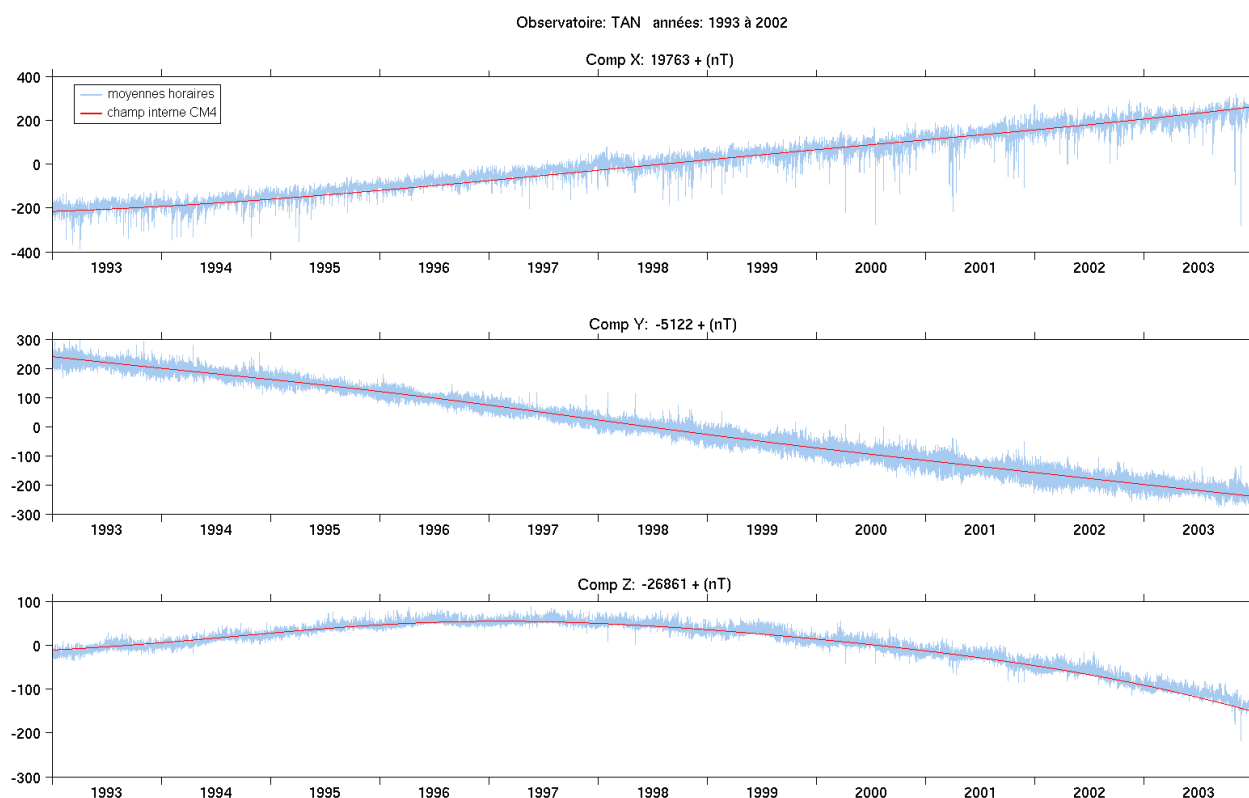 Observatoire: TAN années: 1993 à 2002
Comp X: 19763 + (nT)
400
200
0
-200
-400
moyennes horaires
champ interne CM4
1993 1994 1995 1996 1997 1998 1999 2000 2001 2002 2003
Comp Y: -5122 + (nT)
300
200
100
0
-100
-200
-300
1993 1994 1995 1996 1997 1998 1999 2000 2001 2002 2003
Comp Z: -26861 + (nT)
100
0
-100
-200
-300
1993 1994 1995 1996 1997 1998 1999 2000 2001 2002 2003